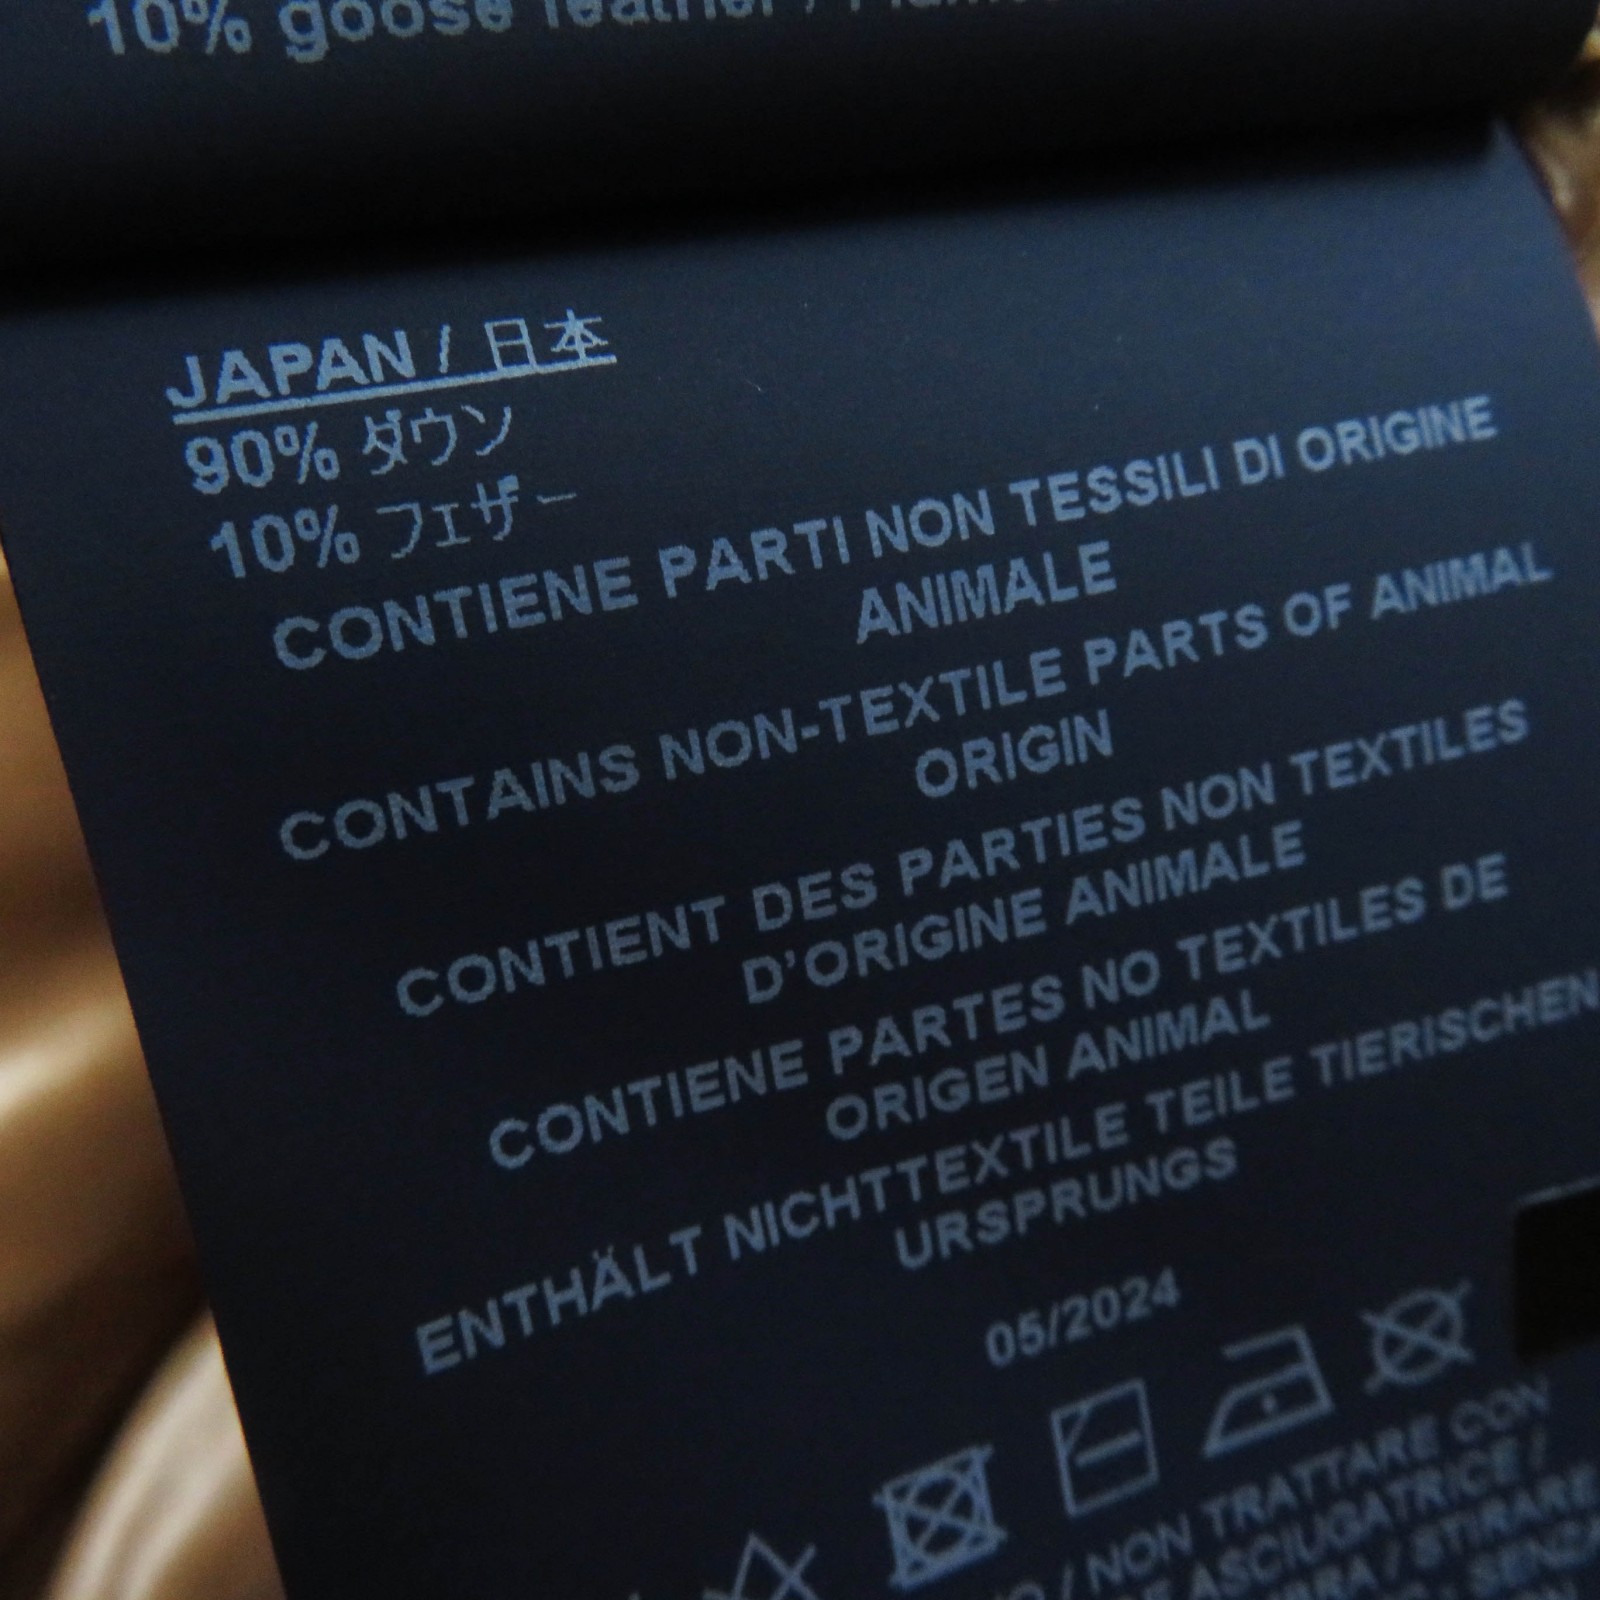 10% goose feather /
JAPAN / 日本
90% ダウン
10% フェザー
CONTIENE PARTI NON TESSILI DI ORIGINE
ANIMALE
CONTAINS NON-TEXTILE PARTS OF ANIMAL
ORIGIN
CONTIENT DES PARTIES NON TEXTILES
D'ORIGINE ANIMALE
CONTIENE PARTES NO TEXTILES DE
ORIGEN ANIMAL
ENTHÄLT NICHTTEXTILE TEILE TIERISCHEN
URSPRUNGS
05/2024
/ NON TRATTARE CON
ASCIUGATRICE /
/ STIRARE